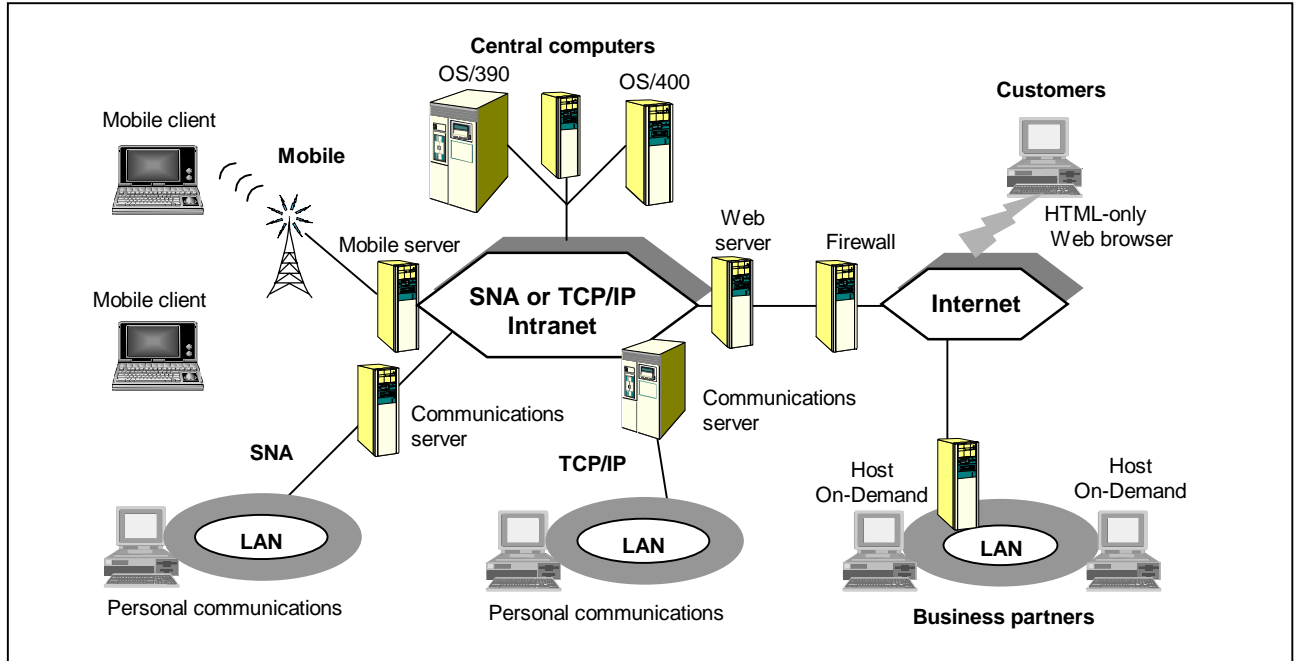 Central computers
OS/390
OS/400
Customers
Mobile client
Mobile
HTML-only
Web browser
Mobile server
Web
server
Firewall
Mobile client
SNA or TCP/IP
Intranet
Internet
Communications
server
Communications
server
SNA
TCP/IP
Host
On-Demand
Host
On-Demand
LAN
LAN
LAN
Personal communications
Personal communications
Business partners